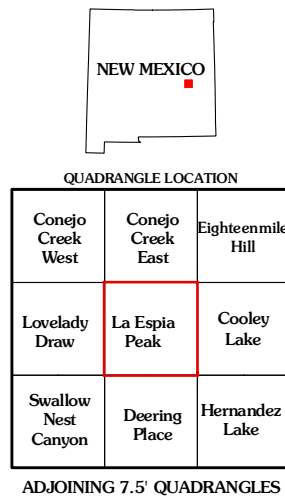 NEW MEXICO
QUADRANGLE LOCATION
Conejo
Creek
West
Conejo
Creek
East
Eighteenmile
Hill
Lovelady
Draw
La Espia
Peak
Cooley
Lake
Swallow
Nest
Canyon
Deering
Place
Hernandez
Lake
ADJOINING 7.5' QUADRANGLES